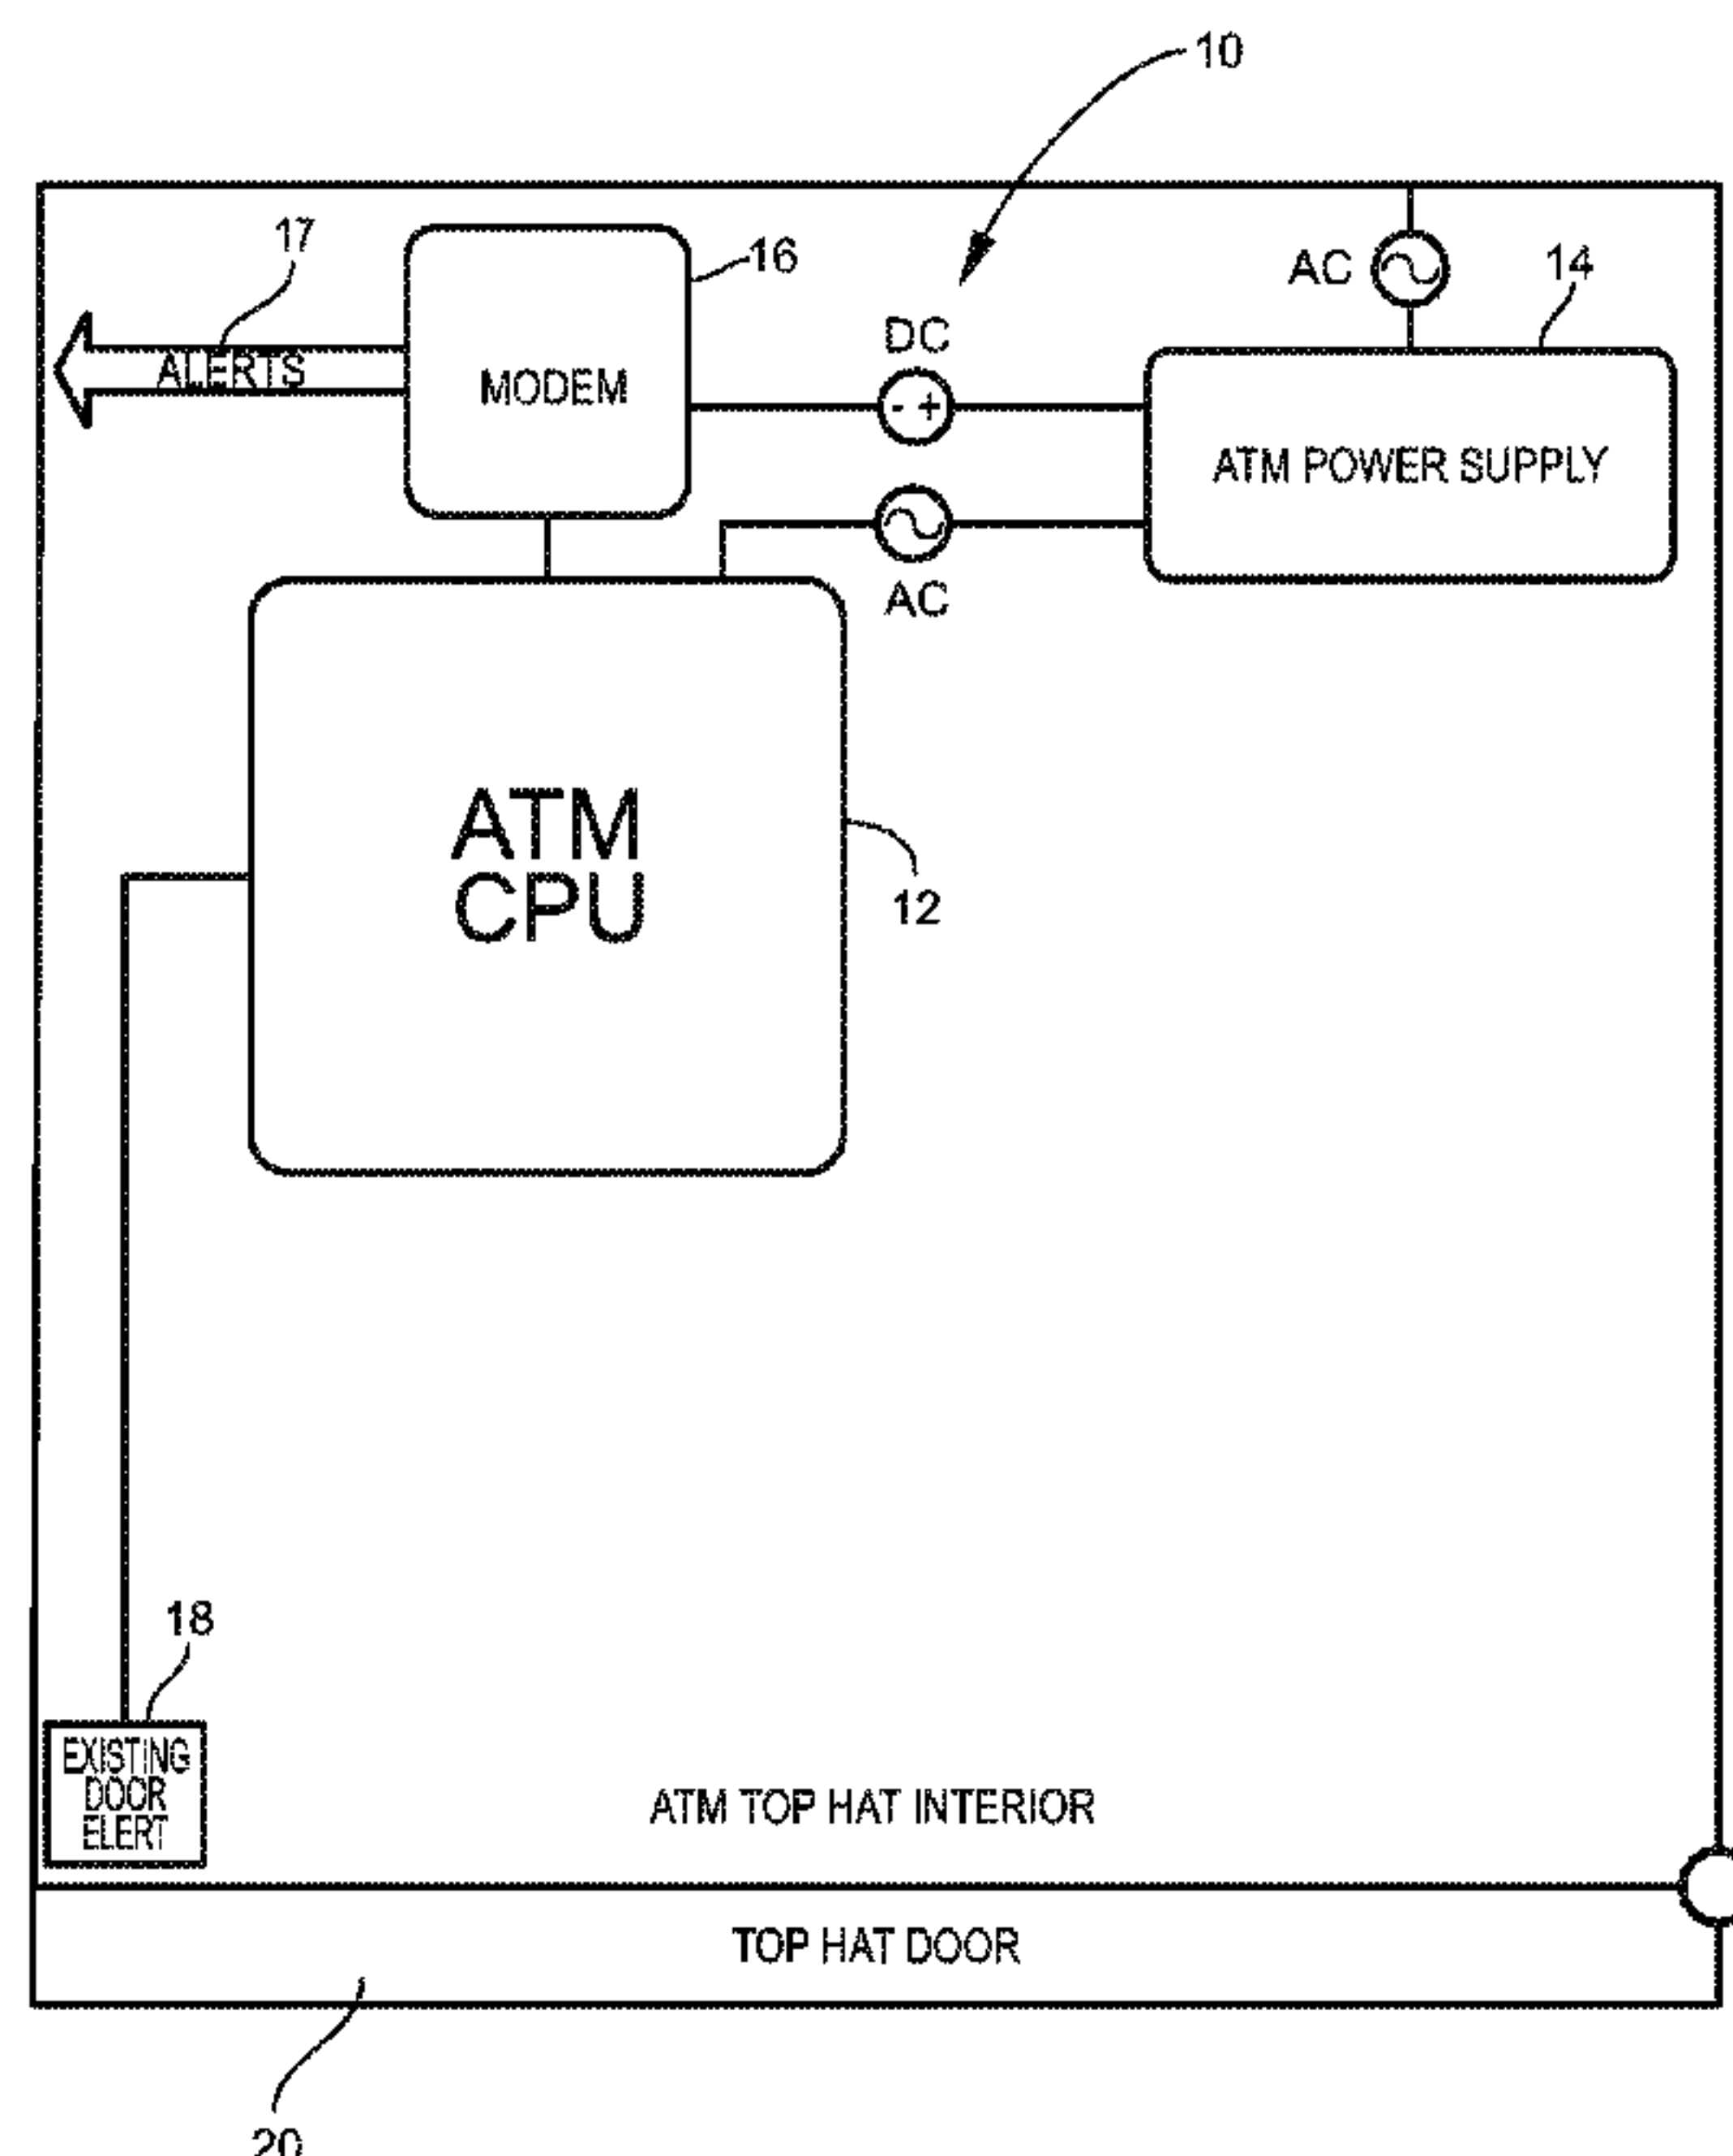 10
17
16
AC
14
DC
ALERTS
MODEM
- +
ATM POWER SUPPLY
AC
ATM
CPU
12
18
EXISTING
DOOR
ELERT
ATM TOP HAT INTERIOR
TOP HAT DOOR
20